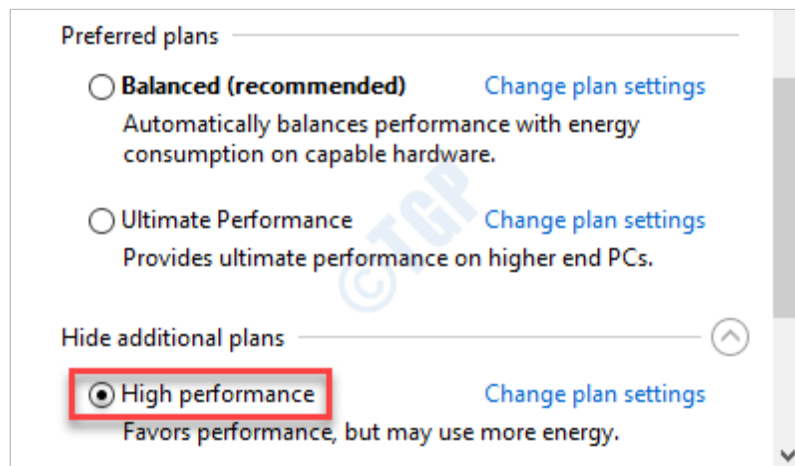 Preferred plans
Balanced (recommended) Change plan settings
Automatically balances performance with energy
consumption on capable hardware.
Ultimate Performance Change plan settings
Provides ultimate performance on higher end PCs.
©TGP
Hide additional plans
High performance Change plan settings
Favors performance, but may use more energy.